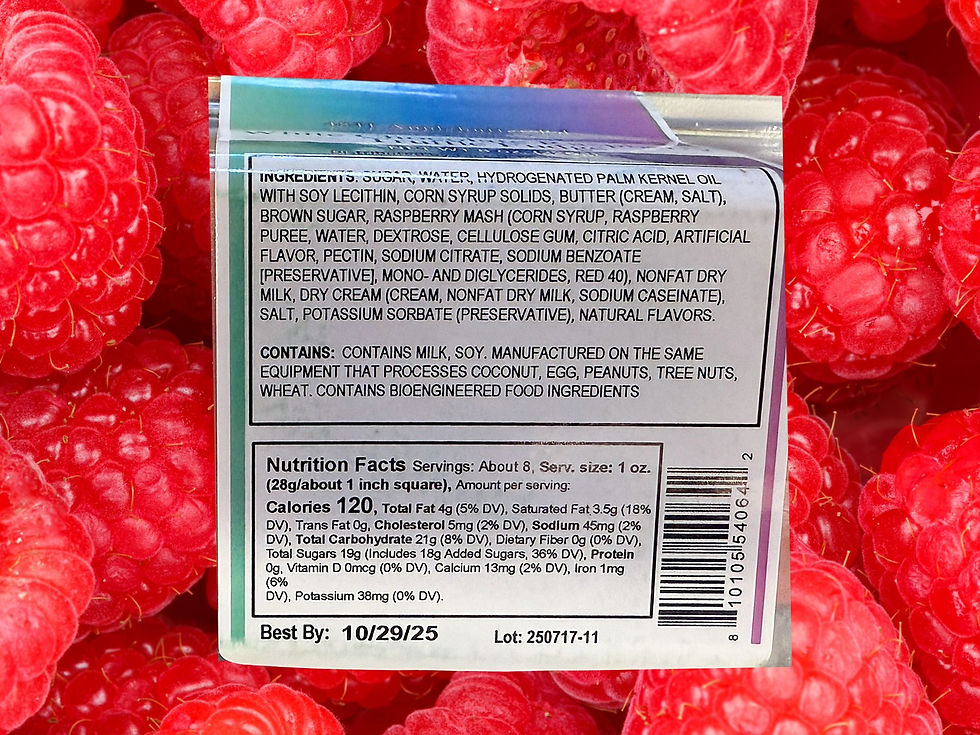 INGREDIENTS: SUGAR, WATER, HYDROGENATED PALM KERNEL OIL
WITH SOY LECITHIN, CORN SYRUP SOLIDS, BUTTER (CREAM, SALT),
BROWN SUGAR, RASPBERRY MASH (CORN SYRUP, RASPBERRY
PUREE, WATER, DEXTROSE, CELLULOSE GUM, CITRIC ACID, ARTIFICIAL
FLAVOR, PECTIN, SODIUM CITRATE, SODIUM BENZOATE
[PRESERVATIVE], MONO- AND DIGLYCERIDES, RED 40), NONFAT DRY
MILK, DRY CREAM (CREAM, NONFAT DRY MILK, SODIUM CASEINATE),
SALT, POTASSIUM SORBATE (PRESERVATIVE), NATURAL FLAVORS.
CONTAINS: CONTAINS MILK, SOY. MANUFACTURED ON THE SAME
EQUIPMENT THAT PROCESSES COCONUT, EGG, PEANUTS, TREE NUTS,
WHEAT. CONTAINS BIOENGINEERED FOOD INGREDIENTS
Nutrition Facts Servings: About 8, Serv. size: 1 oz.
(28g/about 1 inch square), Amount per serving:
Calories 120, Total Fat 4g (5% DV), Saturated Fat 3.5g (18%
DV), Trans Fat 0g, Cholesterol 5mg (2% DV), Sodium 45mg (2%
DV), Total Carbohydrate 21g (8% DV), Dietary Fiber 0g (0% DV),
Total Sugars 19g (Includes 18g Added Sugars, 36% DV), Protein
0g, Vitamin D 0mcg (0% DV), Calcium 13mg (2% DV), Iron 1mg
(6%
DV), Potassium 38mg (0% DV).
8 10105 54064 2
Best By: 10/29/25 Lot: 250717-11